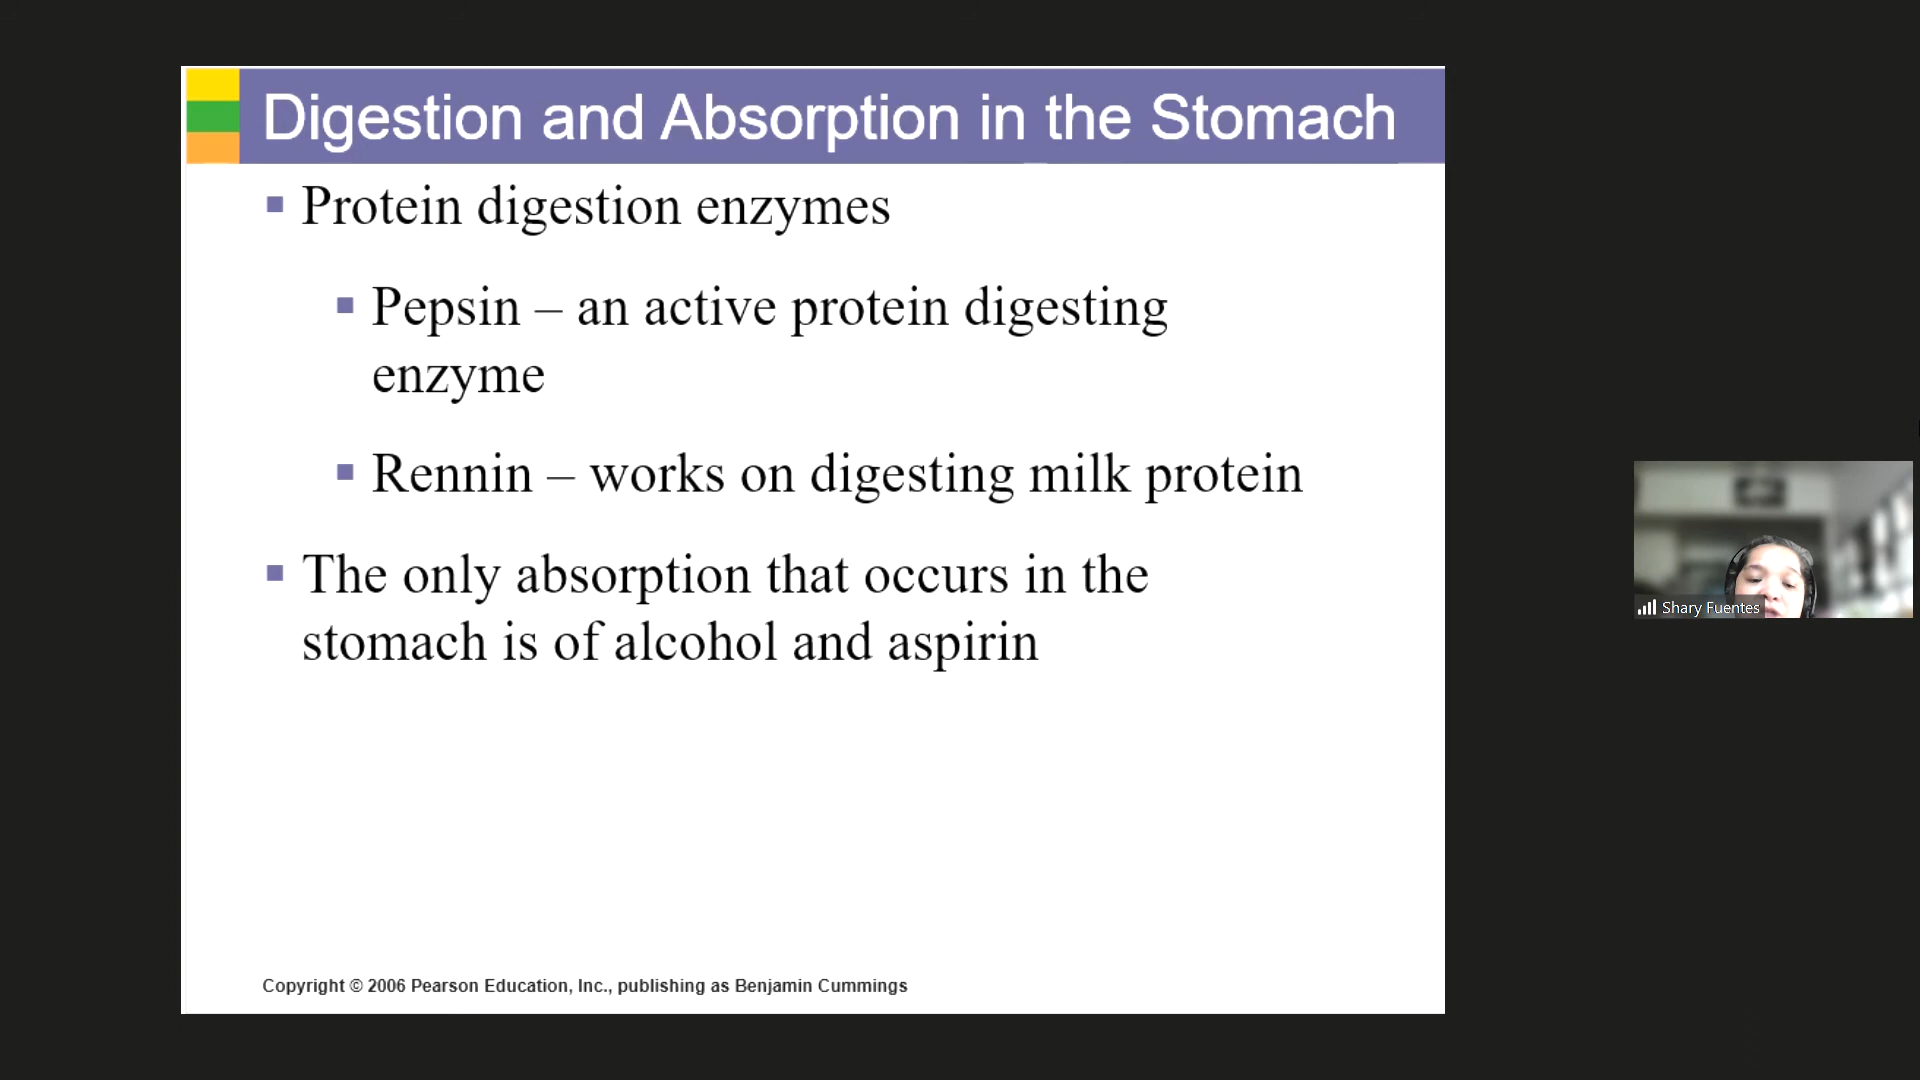 Digestion and Absorption in the Stomach
Protein digestion enzymes
Pepsin – an active protein digesting
enzyme
Rennin – works on digesting milk protein
The only absorption that occurs in the
stomach is of alcohol and aspirin
Copyright © 2006 Pearson Education, Inc., publishing as Benjamin Cummings
Shary Fuentes